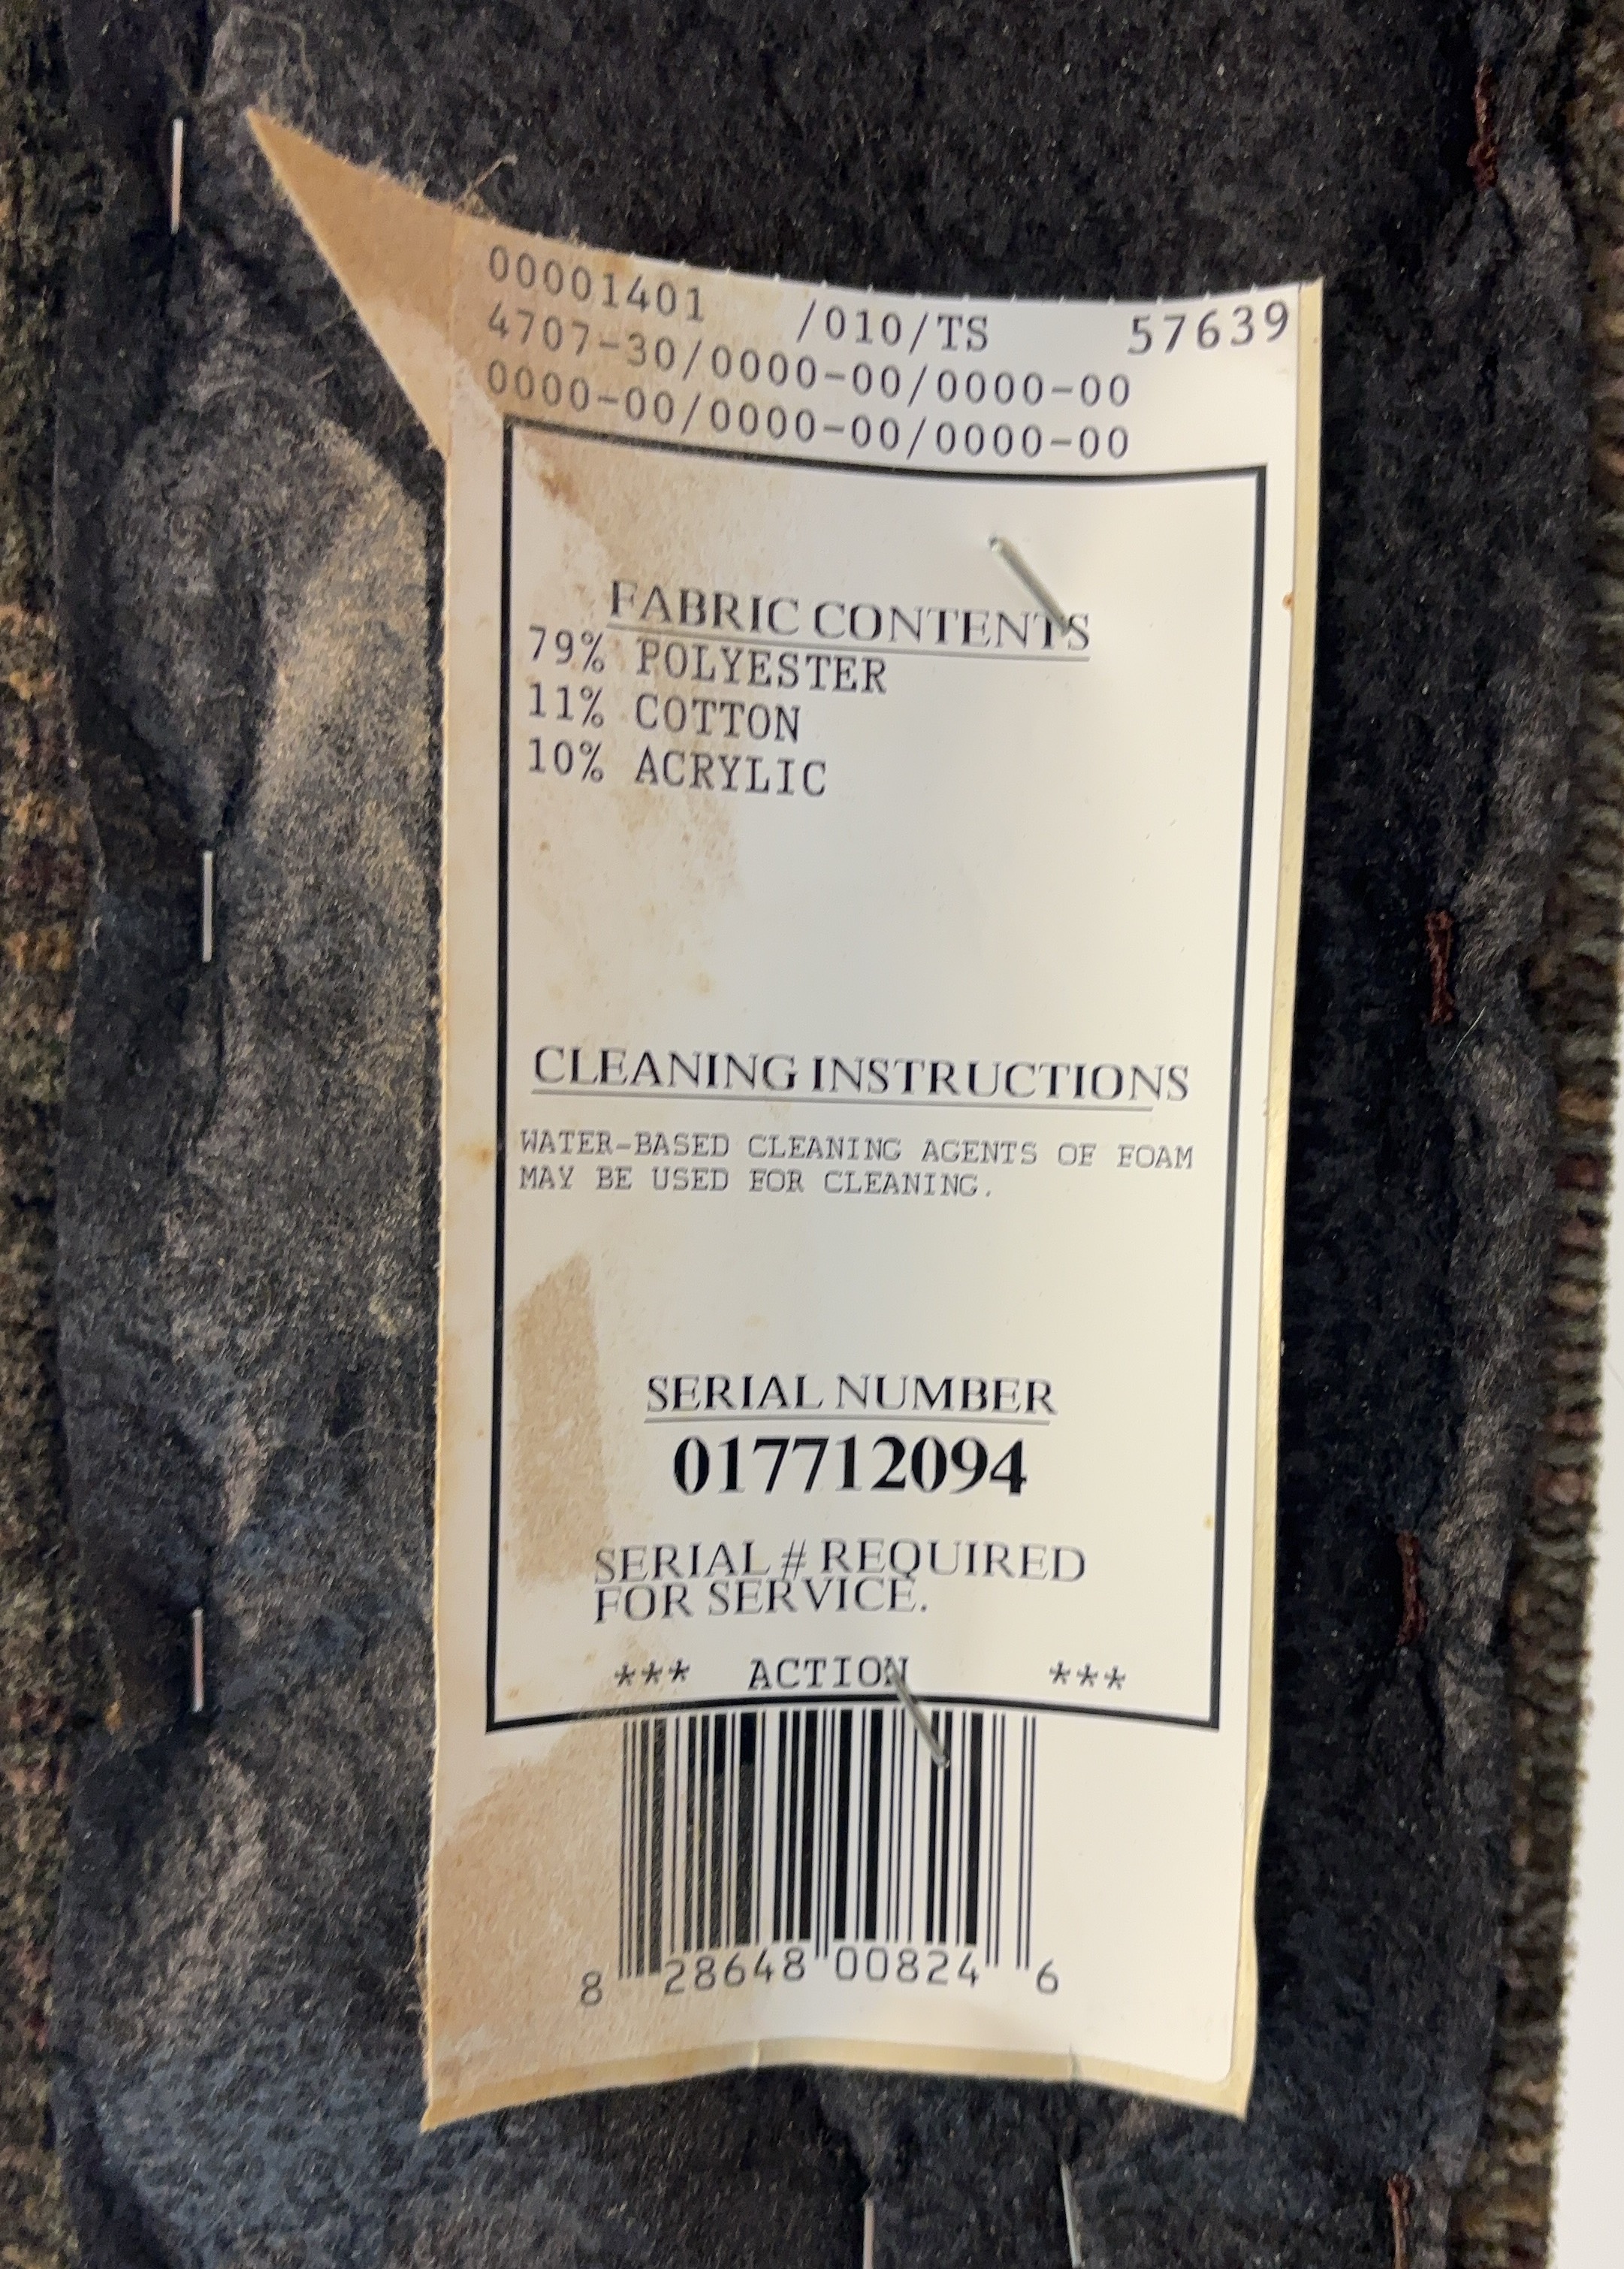 00001401 /010/TS 57639
4707-30/0000-00/0000-00
0000-00/0000-00/0000-00
FABRIC CONTENTS
79% POLYESTER
11% COTTON
10% ACRYLIC
CLEANING INSTRUCTIONS
WATER-BASED CLEANING AGENTS OF FOAM
MAY BE USED FOR CLEANING.
SERIAL NUMBER
017712094
SERIAL # REQUIRED
FOR SERVICE.
*** ACTION ***
8 28648 00824 6